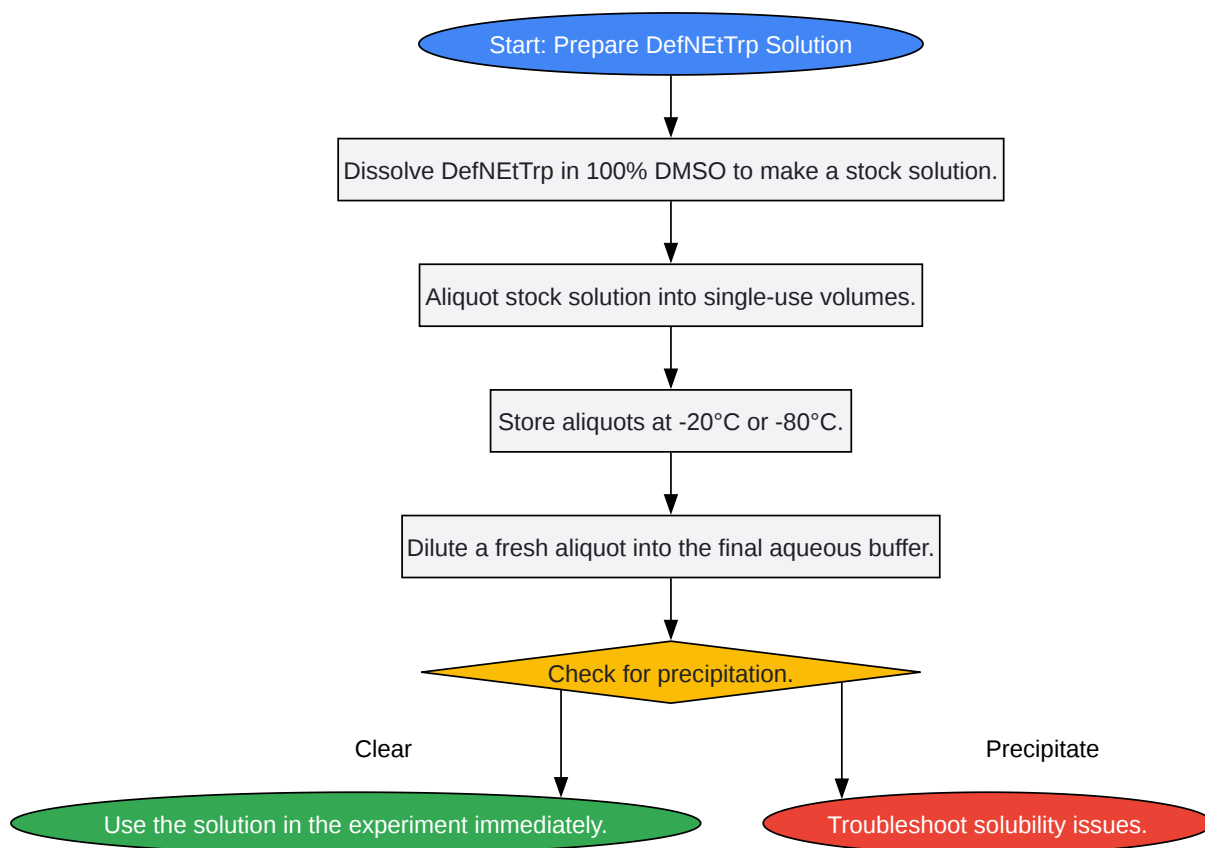 Start: Prepare DefNEtTrp Solution
Dissolve DefNEtTrp in 100% DMSO to make a stock solution.
Aliquot stock solution into single-use volumes.
Store aliquots at -20°C or -80°C.
Dilute a fresh aliquot into the final aqueous buffer.
Check for precipitation.
Clear
Precipitate
Use the solution in the experiment immediately.
Troubleshoot solubility issues.